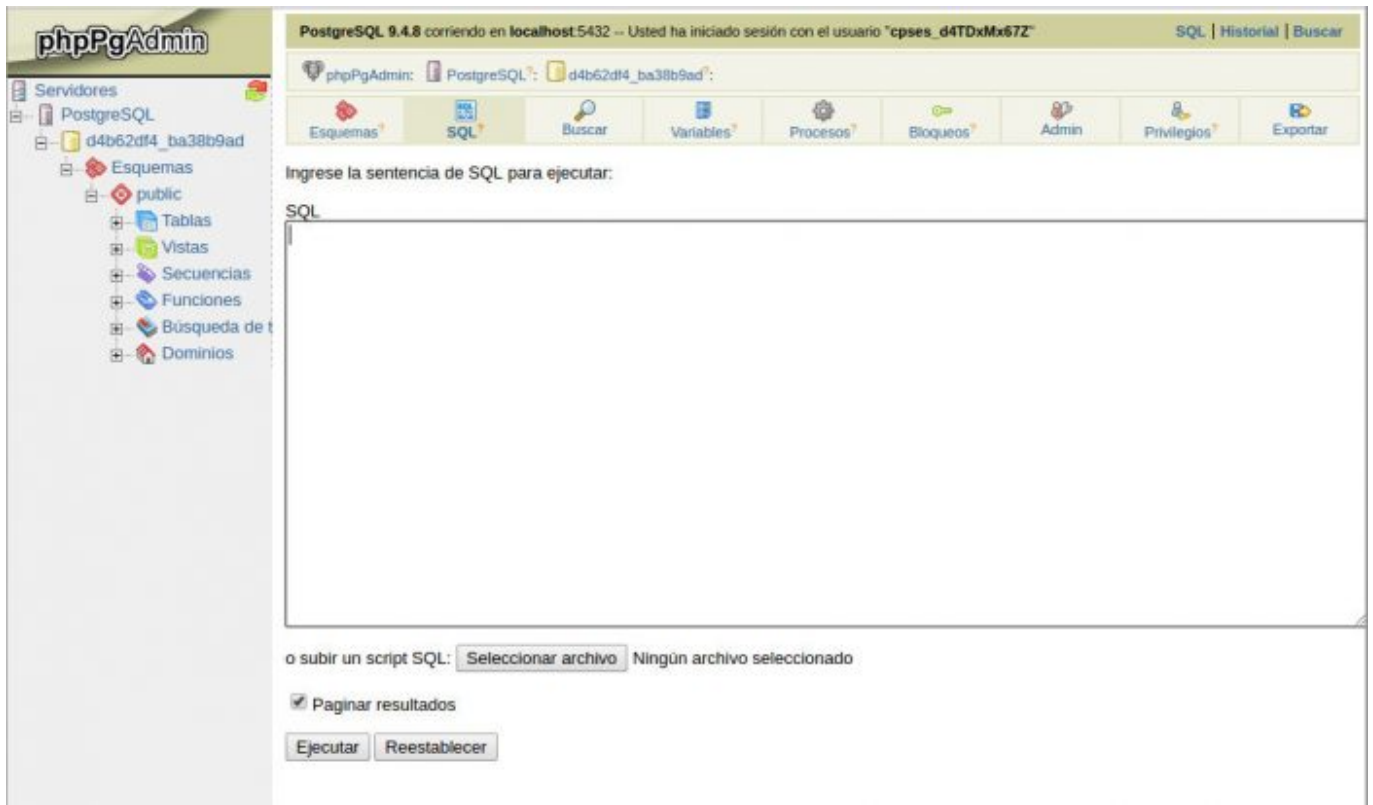 phpPgAdmin
PostgreSQL 9.4.8 corriendo en localhost:5432 -- Usted ha iniciado sesión con el usuario "cpses_d4TDxMx67Z"
SQL | Historial | Buscar
phpPgAdmin: PostgreSQL?: d4b62df4_ba38b9ad?:
Esquemas? SQL? Buscar Variables? Procesos? Bloqueos? Admin Privilegios? Exportar
Servidores
PostgreSQL
d4b62df4_ba38b9ad
Esquemas
public
Tablas
Vistas
Secuencias
Funciones
Búsqueda de t
Dominios
Ingrese la sentencia de SQL para ejecutar:
SQL
o subir un script SQL: Seleccionar archivo Ningún archivo seleccionado
Paginar resultados
Ejecutar Reestablecer